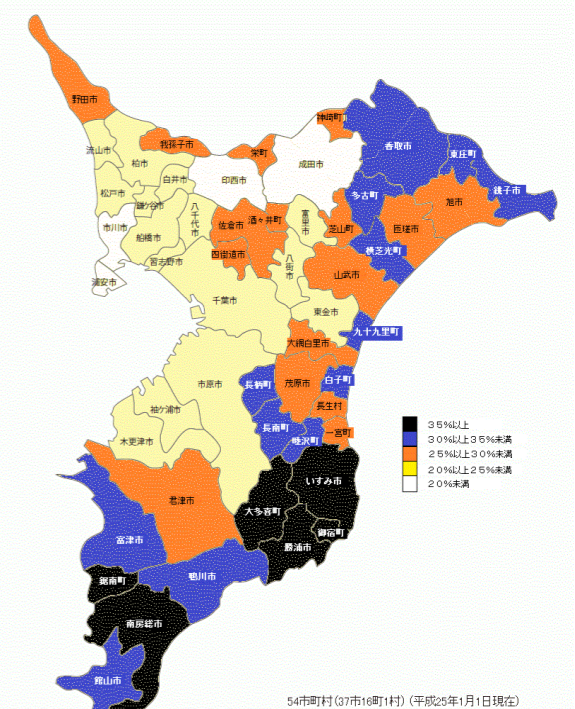 野田市
神崎町
流山市
我孫子市
栄町
香取市
東庄町
柏市
成田市
白井市
印西市
銚子市
松戸市
多古町
鎌ケ谷市
旭市
八千代市
富里市
市川市
佐倉市
酒々井町
芝山町
匝瑳市
船橋市
横芝光町
四街道市
習志野市
八街市
山武市
浦安市
千葉市
東金市
九十九里町
大網白里市
市原市
長柄町
茂原市
白子町
袖ケ浦市
長生村
長南町
一宮町
木更津市
睦沢町
35%以上
30%以上35%未満
25%以上30%未満
20%以上25%未満
20%未満
いすみ市
君津市
大多喜町
御宿町
富津市
勝浦市
鴨川市
鋸南町
南房総市
館山市
54市町村(37市16町1村) (平成25年1月1日現在)